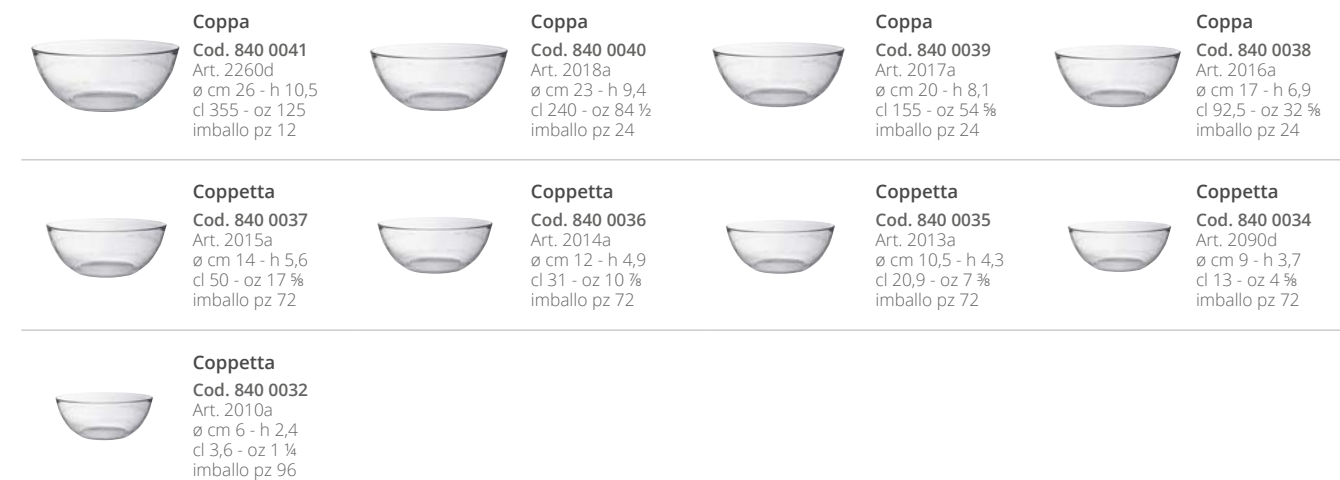 Coppa
Cod. 840 0041
Art. 2260d
ø cm 26 - h 10,5
cl 355 - oz 125
imballo pz 12
Coppa
Cod. 840 0040
Art. 2018a
ø cm 23 - h 9,4
cl 240 - oz 84 ½
imballo pz 24
Coppa
Cod. 840 0039
Art. 2017a
ø cm 20 - h 8,1
cl 155 - oz 54 ⅝
imballo pz 24
Coppa
Cod. 840 0038
Art. 2016a
ø cm 17 - h 6,9
cl 92,5 - oz 32 ⅝
imballo pz 24
Coppetta
Cod. 840 0037
Art. 2015a
ø cm 14 - h 5,6
cl 50 - oz 17 ⅝
imballo pz 72
Coppetta
Cod. 840 0036
Art. 2014a
ø cm 12 - h 4,9
cl 31 - oz 10 ⅞
imballo pz 72
Coppetta
Cod. 840 0035
Art. 2013a
ø cm 10,5 - h 4,3
cl 20,9 - oz 7 ⅜
imballo pz 72
Coppetta
Cod. 840 0034
Art. 2090d
ø cm 9 - h 3,7
cl 13 - oz 4 ⅝
imballo pz 72
Coppetta
Cod. 840 0032
Art. 2010a
ø cm 6 - h 2,4
cl 3,6 - oz 1 ¼
imballo pz 96